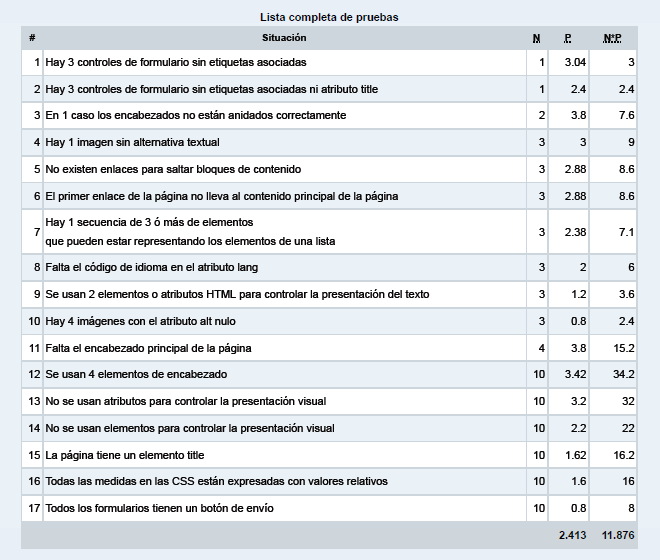 Lista completa de pruebas
# Situación N P N*P
1 Hay 3 controles de formulario sin etiquetas asociadas 1 3.04 3
2 Hay 3 controles de formulario sin etiquetas asociadas ni atributo title 1 2.4 2.4
3 En 1 caso los encabezados no están anidados correctamente 2 3.8 7.6
4 Hay 1 imagen sin alternativa textual 3 3 9
5 No existen enlaces para saltar bloques de contenido 3 2.88 8.6
6 El primer enlace de la página no lleva al contenido principal de la página 3 2.88 8.6
7 Hay 1 secuencia de 3 ó más de elementos
que pueden estar representando los elementos de una lista 3 2.38 7.1
8 Falta el código de idioma en el atributo lang 3 2 6
9 Se usan 2 elementos o atributos HTML para controlar la presentación del texto 3 1.2 3.6
10 Hay 4 imágenes con el atributo alt nulo 3 0.8 2.4
11 Falta el encabezado principal de la página 4 3.8 15.2
12 Se usan 4 elementos de encabezado 10 3.42 34.2
13 No se usan atributos para controlar la presentación visual 10 3.2 32
14 No se usan elementos para controlar la presentación visual 10 2.2 22
15 La página tiene un elemento title 10 1.62 16.2
16 Todas las medidas en las CSS están expresadas con valores relativos 10 1.6 16
17 Todos los formularios tienen un botón de envío 10 0.8 8
2.413 11.876